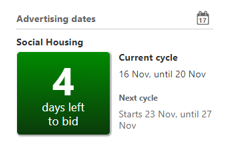 Advertising dates
17
Social Housing
4
days left
to bid
Current cycle
16 Nov. until 20 Nov
Next cycle
Starts 23 Nov. until 27
Nov